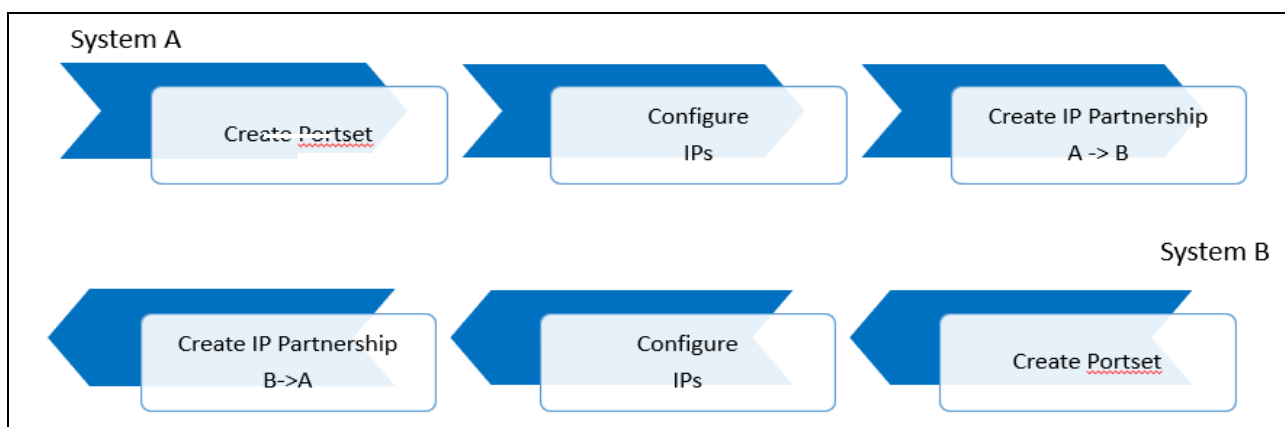 System A
Create Portset
Configure
IPs
Create IP Partnership
A -> B
System B
Create IP Partnership
B->A
Configure
IPs
Create Portset